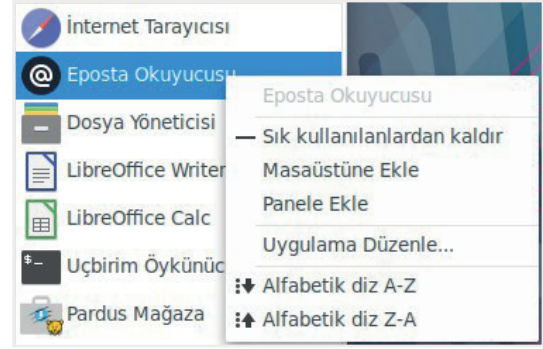 İnternet Tarayıcısı
Eposta Okuyucusu
Dosya Yöneticisi
LibreOffice Writer
LibreOffice Calc
Uçbirim Öykünüc
Pardus Mağaza
Eposta Okuyucusu
Sık kullanılanlardan kaldır
Masaüstüne Ekle
Panele Ekle
Uygulama Düzenle...
Alfabetik diz A-Z
Alfabetik diz Z-A